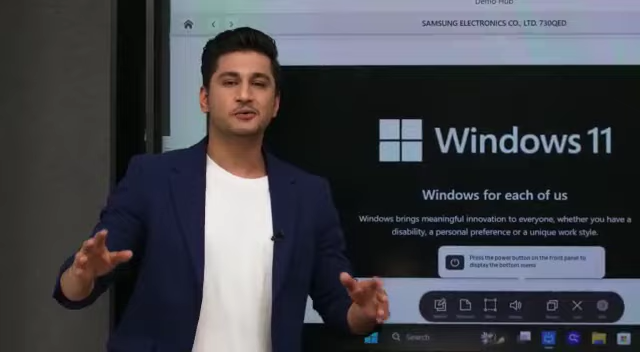 Demo Hub
SAMSUNG ELECTRONICS CO., LTD. 730QED
Windows 11
Windows for each of us
Windows brings meaningful innovation to everyone, whether you have a
disability, a personal preference or a unique work style.
Press the power button on the front panel to
display the bottom menu
Search